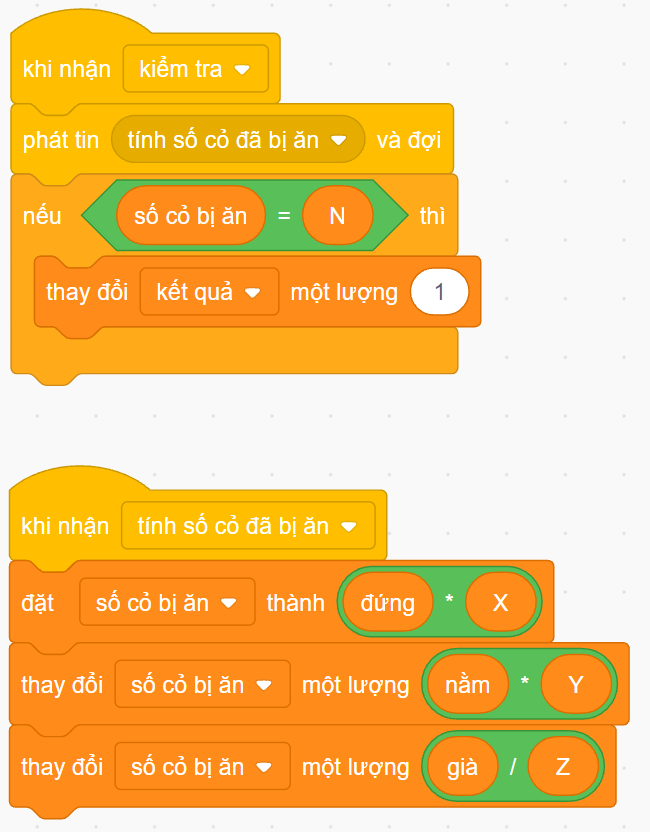 khi nhận kiểm tra
phát tin tính số cỏ đã bị ăn và đợi
nếu số cỏ bị ăn = N thì
thay đổi kết quả một lượng 1
khi nhận tính số cỏ đã bị ăn
đặt số cỏ bị ăn thành đứng * X
thay đổi số cỏ bị ăn một lượng nằm * Y
thay đổi số cỏ bị ăn một lượng già / Z